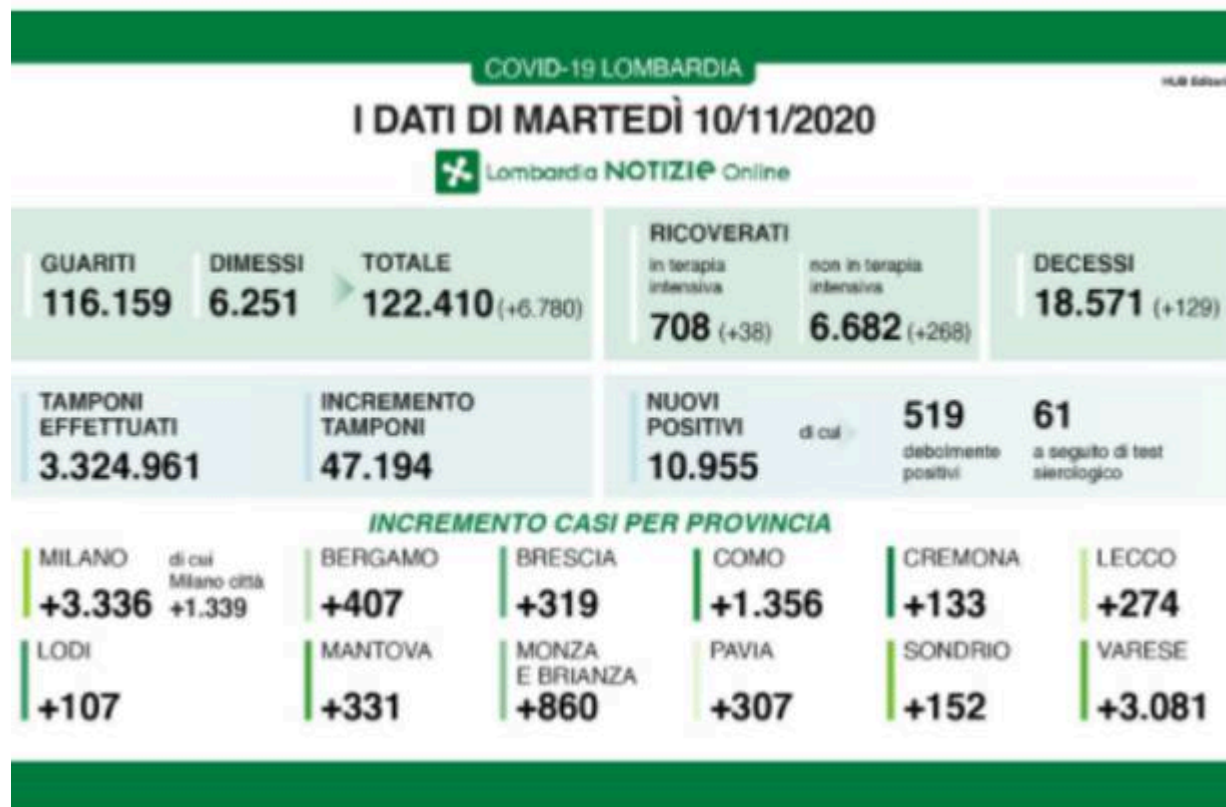 COVID-19 LOMBARDIA
HUB Editori
I DATI DI MARTEDÌ 10/11/2020
Lombardia NOTIZIE Online
GUARITI
116.159
DIMESSI
6.251
TOTALE
122.410 (+6.780)
RICOVERATI
in terapia
intensiva
708 (+38)
non in terapia
intensiva
6.682 (+268)
DECESSI
18.571 (+129)
TAMPONI
EFFETTUATI
3.324.961
INCREMENTO
TAMPONI
47.194
NUOVI
POSITIVI
10.955
di cui
519
debolmente
positivi
61
a seguito di test
sierologico
INCREMENTO CASI PER PROVINCIA
MILANO
+3.336
di cui
Milano città
+1.339
BERGAMO
+407
BRESCIA
+319
COMO
+1.356
CREMONA
+133
LECCO
+274
LODI
+107
MANTOVA
+331
MONZA
E BRIANZA
+860
PAVIA
+307
SONDRIO
+152
VARESE
+3.081